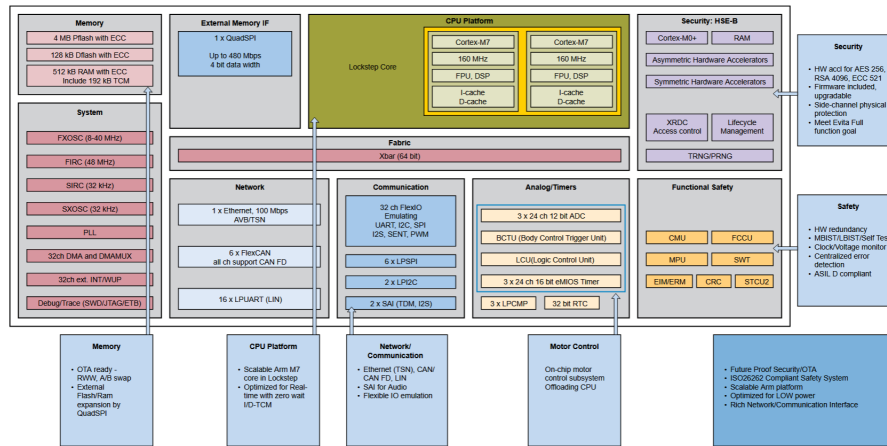 Memory
4 MB Pflash with ECC
128 kB Dflash with ECC
512 kB RAM with ECC
Include 192 kB TCM
External Memory IF
1 x QuadSPI
Up to 480 Mbps
4 bit data width
CPU Platform
Lockstep Core
Cortex-M7
160 MHz
FPU, DSP
I-cache
D-cache
Cortex-M7
160 MHz
FPU, DSP
I-cache
D-cache
Security: HSE-B
Cortex-M0+
RAM
Asymmetric Hardware Accelerators
Symmetric Hardware Accelerators
XRDC
Access control
Lifecycle
Management
TRNG/PRNG
Security
• HW accl for AES 256,
RSA 4096, ECC 521
• Firmware included,
upgradable
• Side-channel physical
protection
• Meet Evita Full
function goal
System
FXOSC (8-40 MHz)
FIRC (48 MHz)
SIRC (32 kHz)
SXOSC (32 kHz)
PLL
32ch DMA and DMAMUX
32ch ext. INT/WUP
Debug/Trace (SWD/JTAG/ETB)
Fabric
Xbar (64 bit)
Network
1 x Ethernet, 100 Mbps
AVB/TSN
6 x FlexCAN
all ch support CAN FD
16 x LPUART (LIN)
Communication
32 ch FlexIO
Emulating
UART, I2C, SPI
I2S, SENT, PWM
6 x LPSPI
2 x LPI2C
2 x SAI (TDM, I2S)
Analog/Timers
3 x 24 ch 12 bit ADC
BCTU (Body Control Trigger Unit)
LCU(Logic Control Unit)
3 x 24 ch 16 bit eMIOS Timer
3 x LPCMP
32 bit RTC
Functional Safety
CMU
FCCU
MPU
SWT
EIM/ERM
CRC
STCU2
Safety
• HW redundancy
• MBIST/LBIST/Self Tes
• Clock/Voltage monitor
• Centralized error
detection
• ASIL D compliant
Memory
• OTA ready -
RWW, A/B swap
• External
Flash/Ram
expansion by
QuadSPI
CPU Platform
• Scalable Arm M7
core in Lockstep
• Optimized for Real-
time with zero wait
I/D-TCM
Network/
Communication
• Ethernet (TSN), CAN/
CAN FD, LIN
• SAI for Audio
• Flexible IO emulation
Motor Control
On-chip motor
control subsystem
Offloading CPU
• Future Proof Security/OTA
• ISO26262 Compliant Safety System
• Scalable Arm platform
• Optimized for LOW power
• Rich Network/Communication Interface